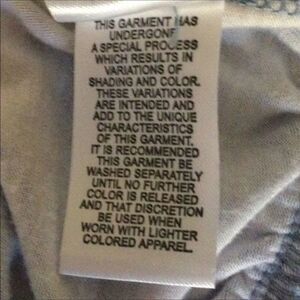 THIS GARMENT HAS
UNDERGONE
A SPECIAL PROCESS
WHICH RESULTS IN
VARIATIONS OF
SHADING AND COLOR.
THESE VARIATIONS
ARE INTENDED AND
ADD TO THE UNIQUE
CHARACTERISTICS
OF THIS GARMENT.
IT IS RECOMMENDED
THIS GARMENT BE
WASHED SEPARATELY
UNTIL NO FURTHER
COLOR IS RELEASED
AND THAT DISCRETION
BE USED WHEN
WORN WITH LIGHTER
COLORED APPAREL.